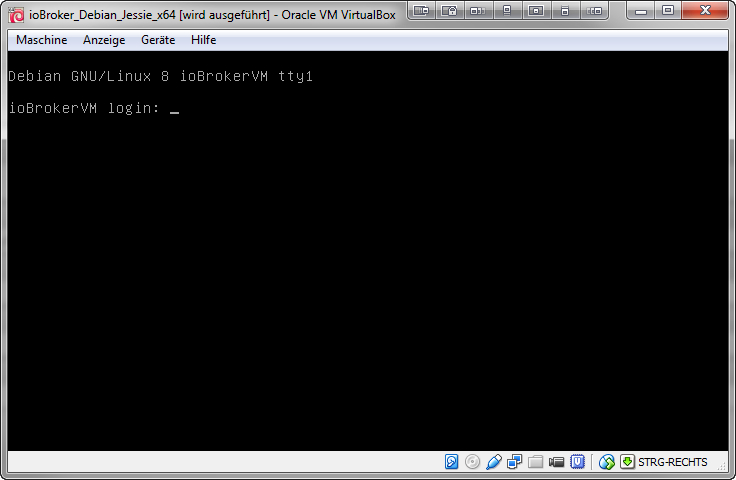 ioBroker_Debian_Jessie_x64 [wird ausgeführt] - Oracle VM VirtualBox
Maschine Anzeige Geräte Hilfe
Debian GNU/Linux 8 ioBrokerVM tty1
ioBrokerVM login: _
STRG-RECHTS